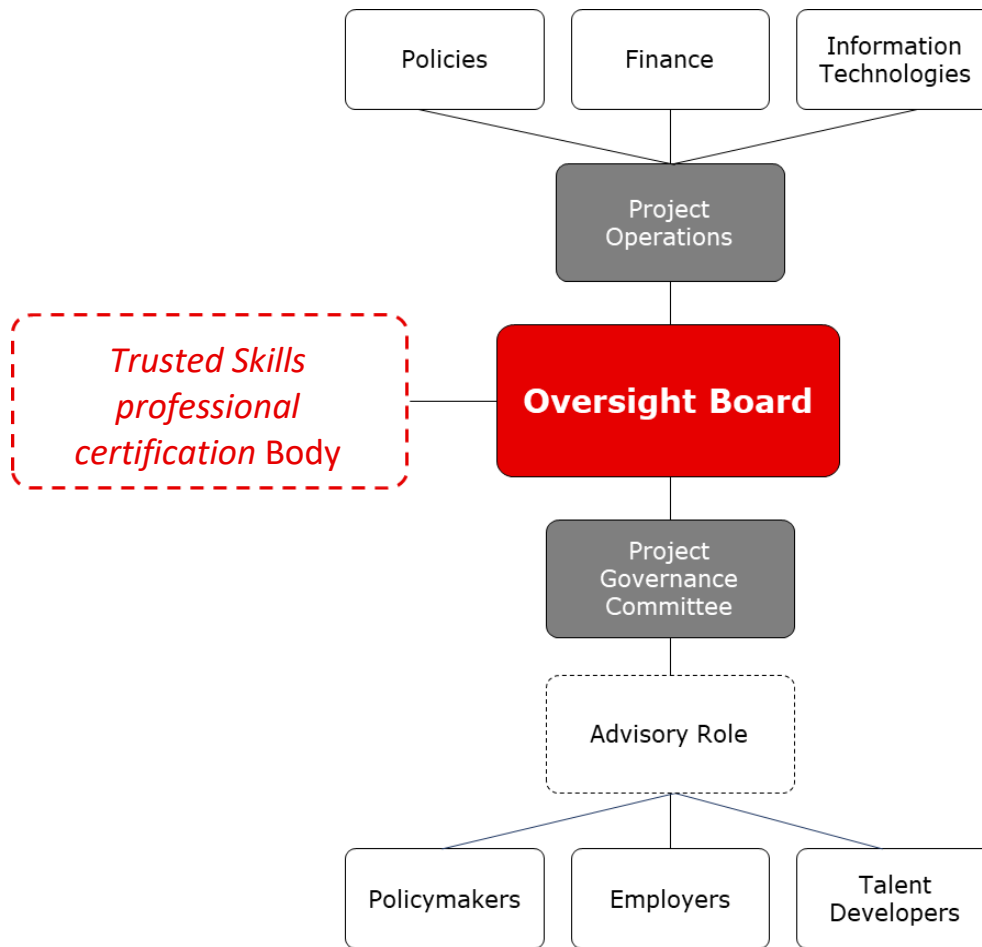 Policies
Finance
Information
Technologies
Project
Operations
Trusted Skills
professional
certification Body
Oversight Board
Project
Governance
Committee
Advisory Role
Policymakers
Employers
Talent
Developers